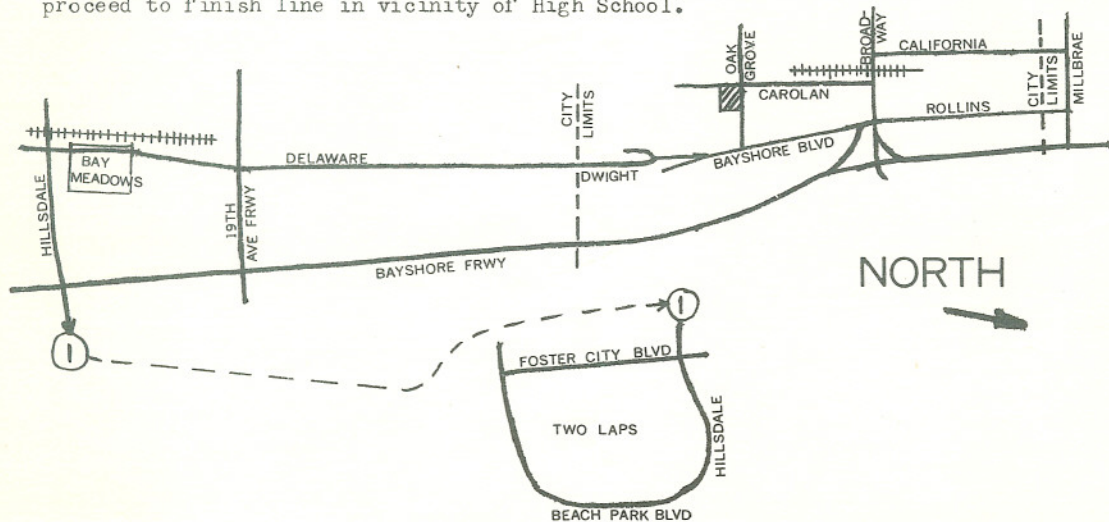 proceed to finish line in vicinity of High School.
OAK
GROVE
BROAD-
WAY
CALIFORNIA
CITY
LIMITS
MILLBRAE
CAROLAN
ROLLINS
CITY
LIMITS
BAY
MEADOWS
DELAWARE
DWIGHT
BAYSHORE BLVD
HILLSDALE
19TH
AVE FRWY
BAYSHORE FRWY
NORTH
1
1
FOSTER CITY BLVD
TWO LAPS
HILLSDALE
BEACH PARK BLVD